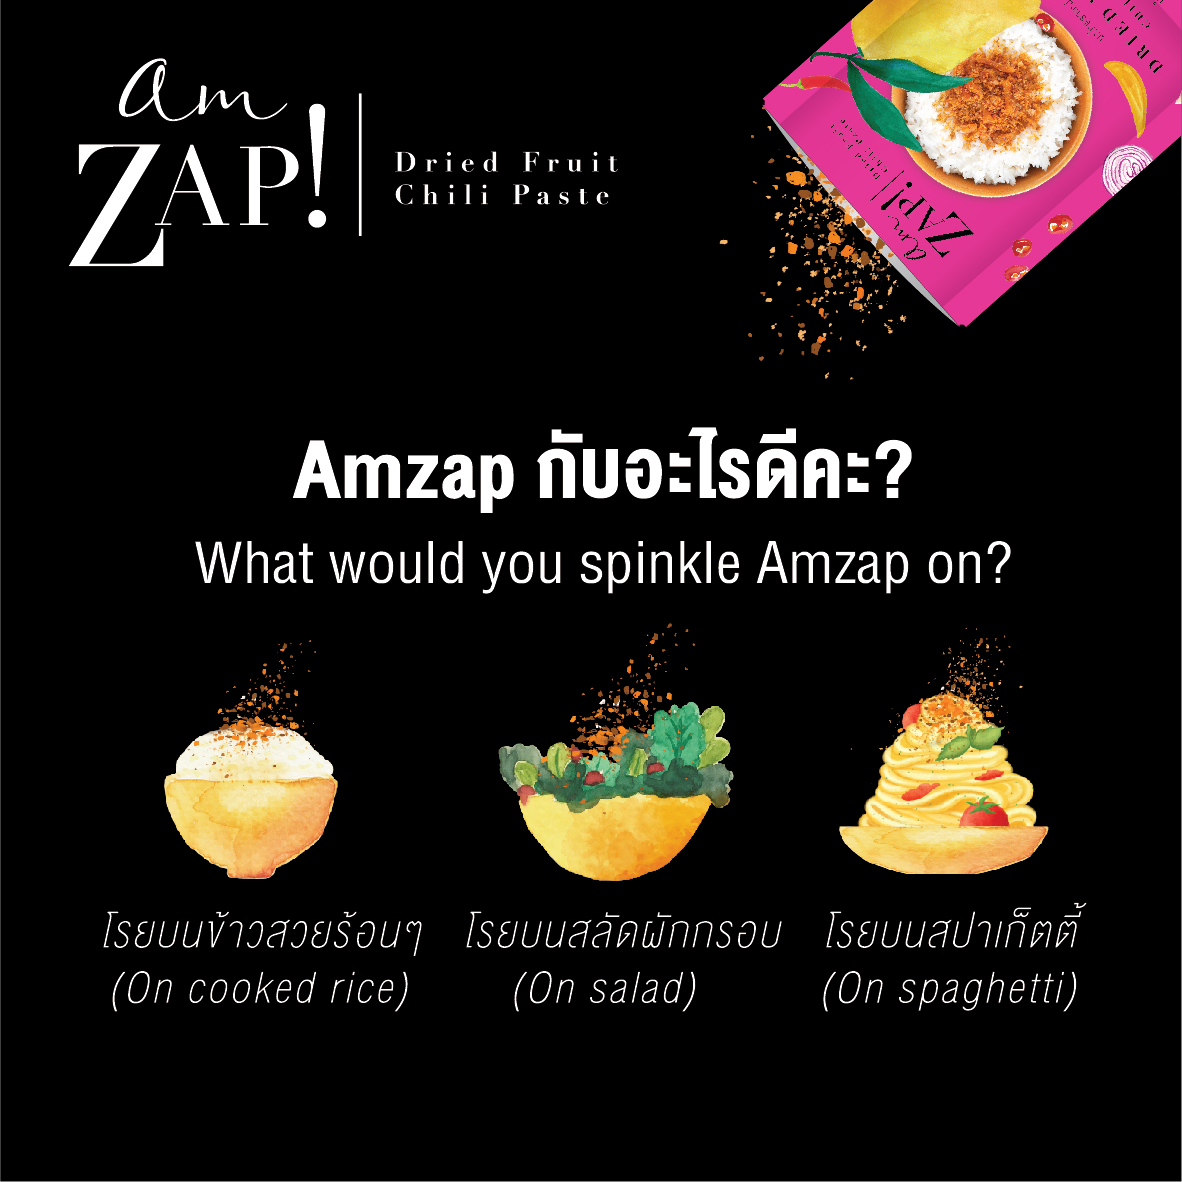 am
ZAP!
Dried Fruit
Chili Paste
am
ZAP!
Amzap กับอะไรดีคะ?
What would you spinkle Amzap on?
โรยบนข้าวสวยร้อนๆ
(On cooked rice)
โรยบนสลัดผักกรอบ
(On salad)
โรยบนสปาเก็ตตี้
(On spaghetti)